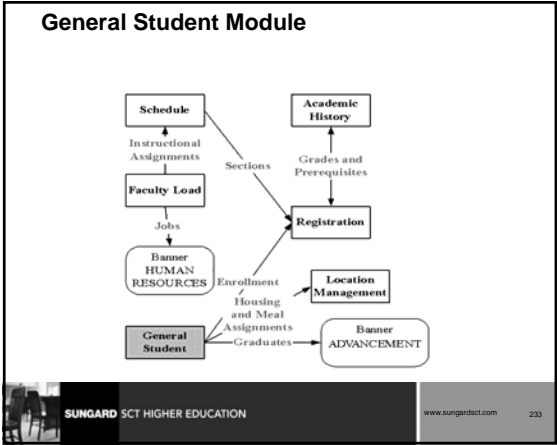 General Student Module
Schedule
Academic
History
Instructional
Assignments
Sections
Grades and
Prerequisites
Faculty Load
Registration
Jobs
Banner
HUMAN
RESOURCES
Enrollment
Housing
and Meal
Assignments
Location
Management
General
Student
Graduates
Banner
ADVANCEMENT
SUNGARD SCT HIGHER EDUCATION
www.sungardsct.com
233